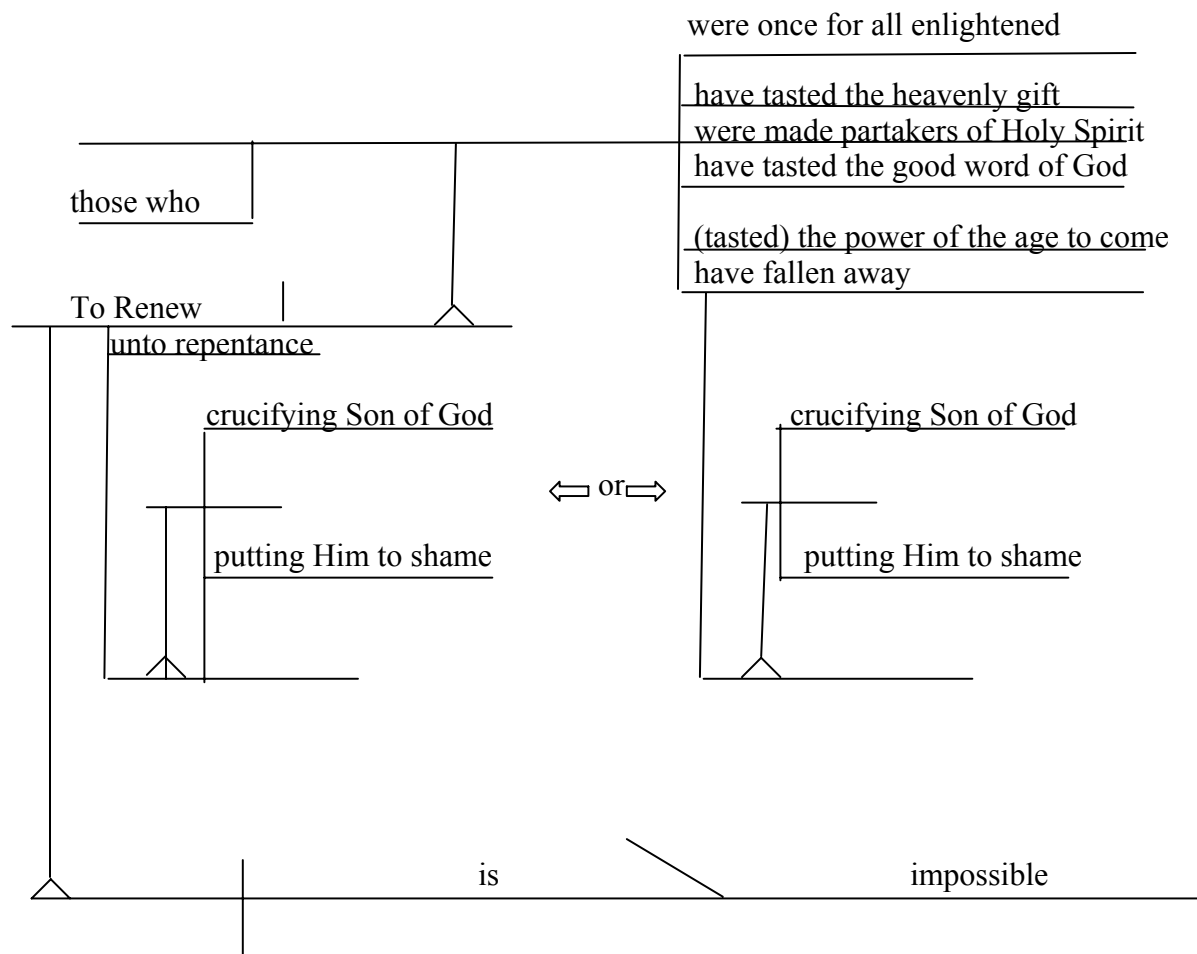 were once for all enlightened
have tasted the heavenly gift
were made partakers of Holy Spirit
have tasted the good word of God
those who
(tasted) the power of the age to come
have fallen away
To Renew
unto repentance
crucifying Son of God
crucifying Son of God
or
putting Him to shame
putting Him to shame
is
impossible